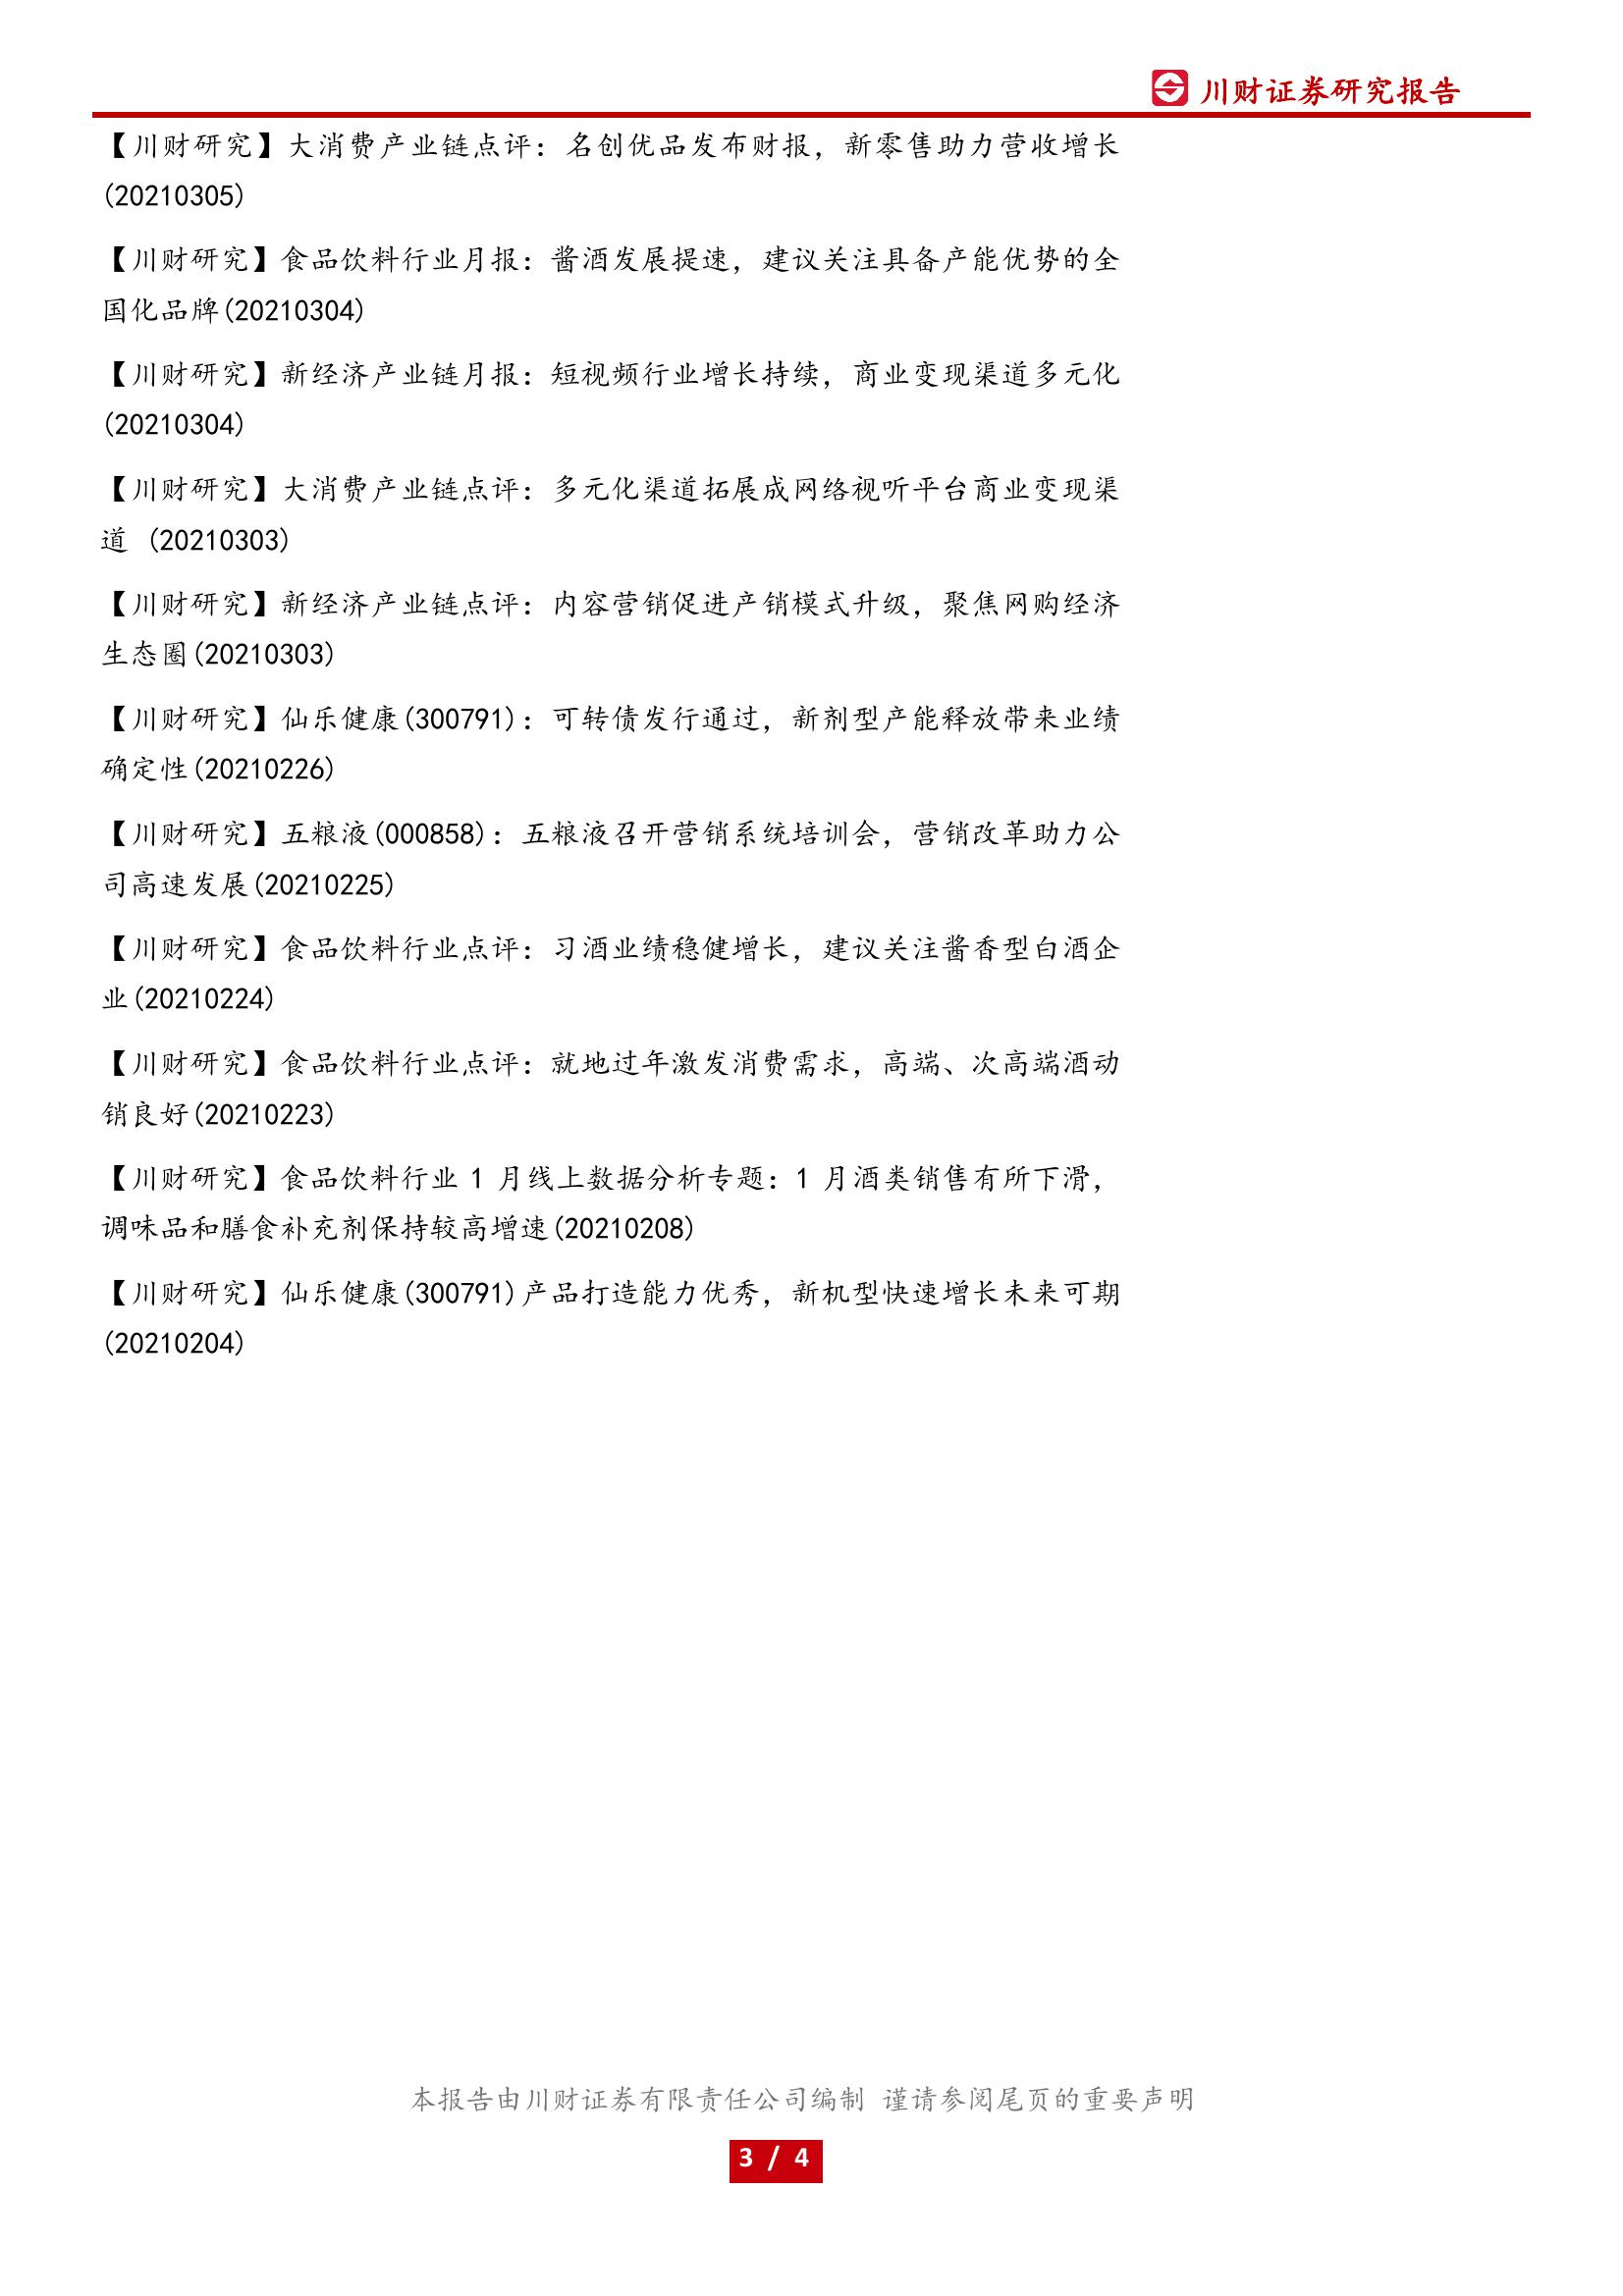 川财证券研究报告
【川财研究】大消费产业链点评：名创优品发布财报，新零售助力营收增长
(20210305)
【川财研究】食品饮料行业月报：酱酒发展提速，建议关注具备产能优势的全
国化品牌(20210304)
【川财研究】新经济产业链月报：短视频行业增长持续，商业变现渠道多元化
(20210304)
【川财研究】大消费产业链点评：多元化渠道拓展成网络视听平台商业变现渠
道 (20210303)
【川财研究】新经济产业链点评：内容营销促进产销模式升级，聚焦网购经济
生态圈(20210303)
【川财研究】仙乐健康(300791)：可转债发行通过，新剂型产能释放带来业绩
确定性(20210226)
【川财研究】五粮液(000858)：五粮液召开营销系统培训会，营销改革助力公
司高速发展(20210225)
【川财研究】食品饮料行业点评：习酒业绩稳健增长，建议关注酱香型白酒企
业(20210224)
【川财研究】食品饮料行业点评：就地过年激发消费需求，高端、次高端酒动
销良好(20210223)
【川财研究】食品饮料行业 1 月线上数据分析专题：1 月酒类销售有所下滑，
调味品和膳食补充剂保持较高增速(20210208)
【川财研究】仙乐健康(300791)产品打造能力优秀，新机型快速增长未来可期
(20210204)
本报告由川财证券有限责任公司编制 谨请参阅尾页的重要声明
3 / 4